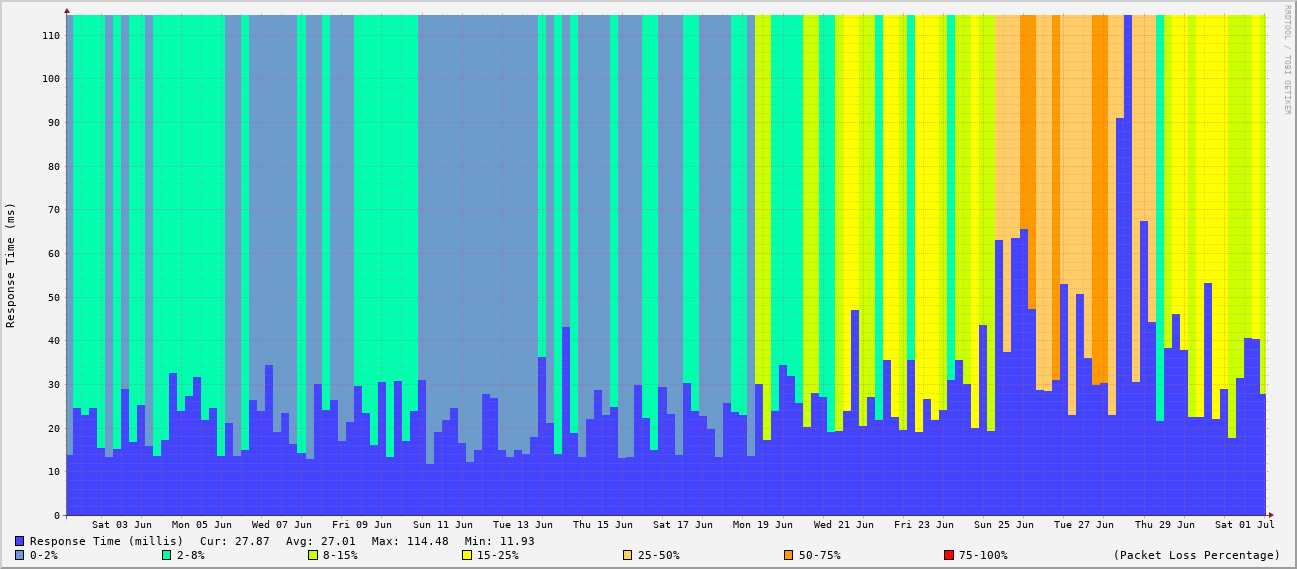 RRDTOOL / TOBI OETIKER
Response Time (ms)
110
100
90
80
70
60
50
40
30
20
10
0
Sat 03 Jun Mon 05 Jun Wed 07 Jun Fri 09 Jun Sun 11 Jun Tue 13 Jun Thu 15 Jun Sat 17 Jun Mon 19 Jun Wed 21 Jun Fri 23 Jun Sun 25 Jun Tue 27 Jun Thu 29 Jun Sat 01 Jul
Response Time (millis) Cur: 27.87 Avg: 27.01 Max: 114.48 Min: 11.93
0-2% 2-8% 8-15% 15-25% 25-50% 50-75% 75-100% (Packet Loss Percentage)